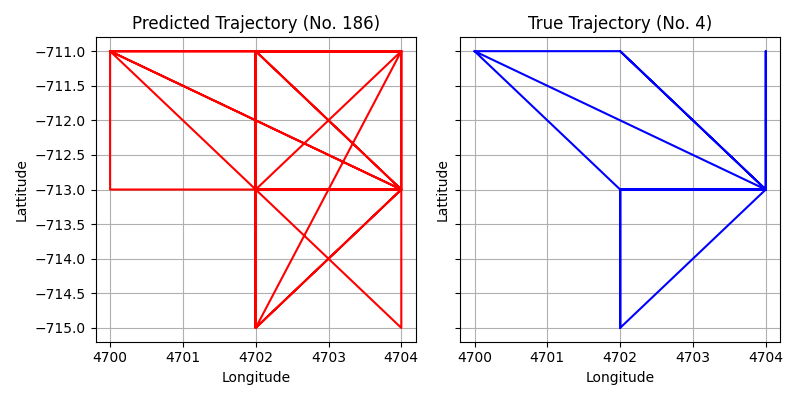 Predicted Trajectory (No. 186)
True Trajectory (No. 4)
−711.0
−711.5
−712.0
−712.5
−713.0
−713.5
−714.0
−714.5
−715.0
Lattitude
Lattitude
4700 4701 4702 4703 4704
4700 4701 4702 4703 4704
Longitude
Longitude